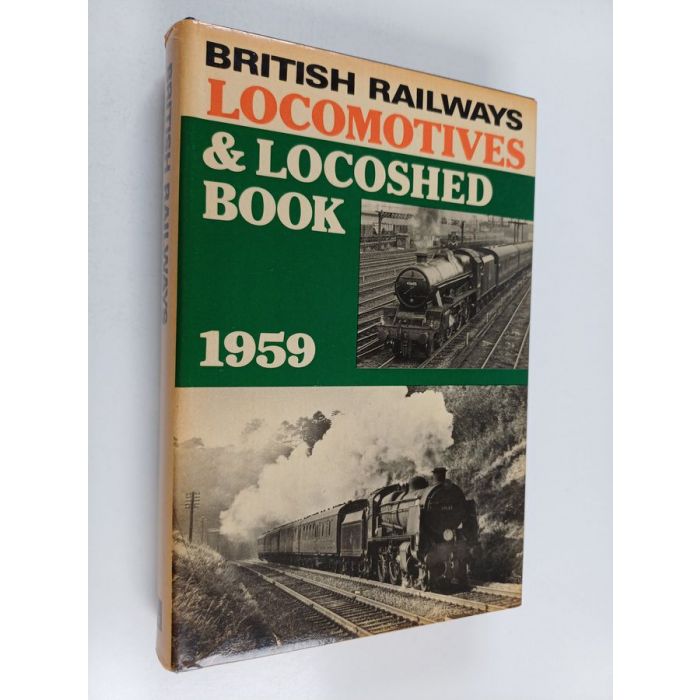 BRITISH RAILWAYS
LOCOMOTIVES
& LOCOSHED
BOOK
1959
BRITISH RAILWAYS